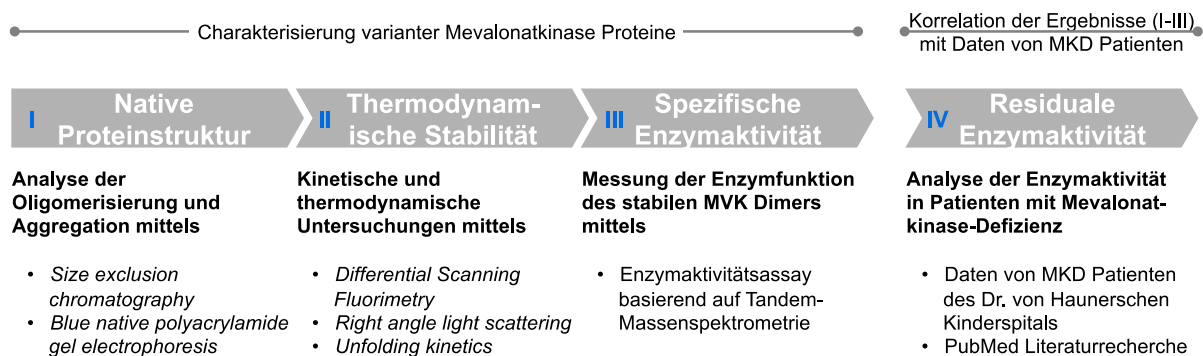 Charakterisierung varianter Mevalonatkinase Proteine
Korrelation der Ergebnisse (I-III)
mit Daten von MKD Patienten
I Native
Proteinstruktur
II Thermodynam-
ische Stabilität
III Spezifische
Enzymaktivität
IV Residuale
Enzymaktivität
Analyse der
Oligomerisierung und
Aggregation mittels
• Size exclusion
chromatography
• Blue native polyacrylamide
gel electrophoresis
Kinetische und
thermodynamische
Untersuchungen mittels
• Differential Scanning
Fluorimetry
• Right angle light scattering
• Unfolding kinetics
Messung der Enzymfunktion
des stabilen MVK Dimers
mittels
• Enzymaktivitätsassay
basierend auf Tandem-
Massenspektrometrie
Analyse der Enzymaktivität
in Patienten mit Mevalonat-
kinase-Defizienz
• Daten von MKD Patienten
des Dr. von Haunerschen
Kinderspitals
• PubMed Literaturrecherche